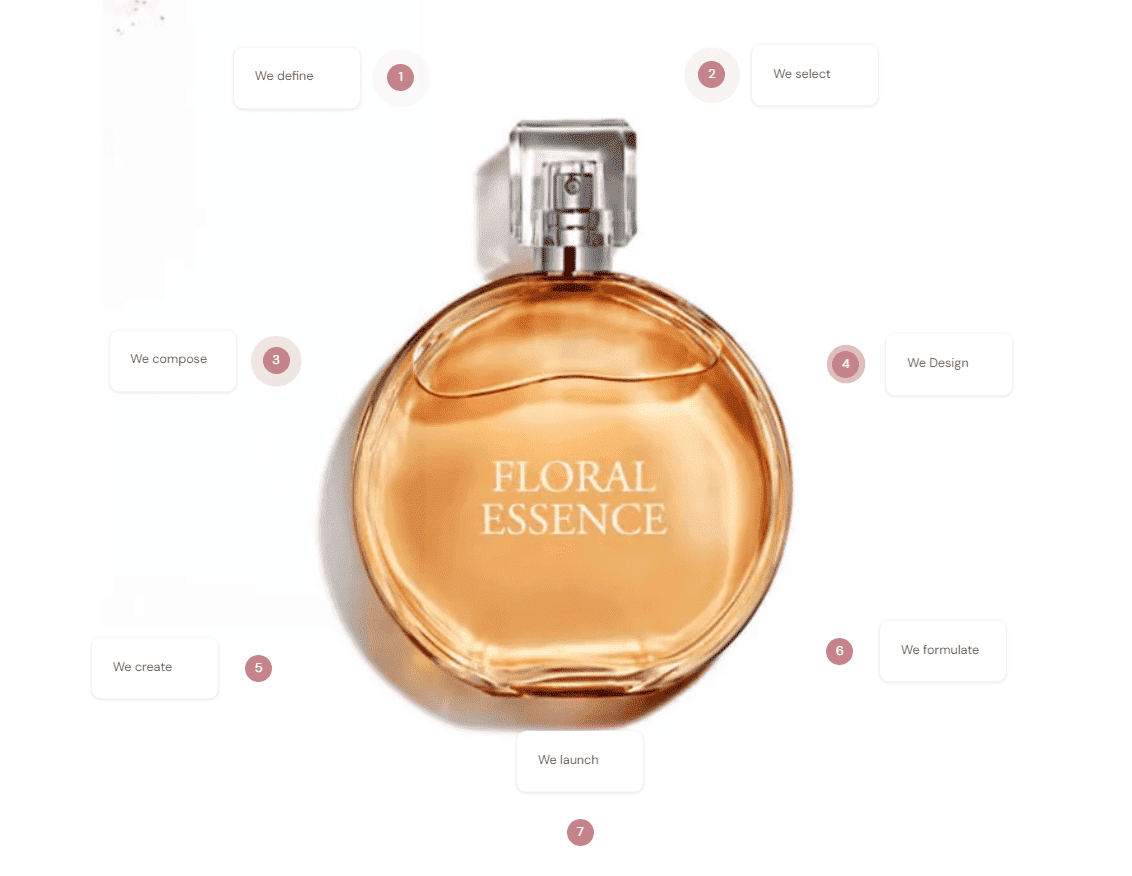 We define
1
2
We select
We compose
3
4
We Design
FLORAL
ESSENCE
We create
5
6
We formulate
We launch
7